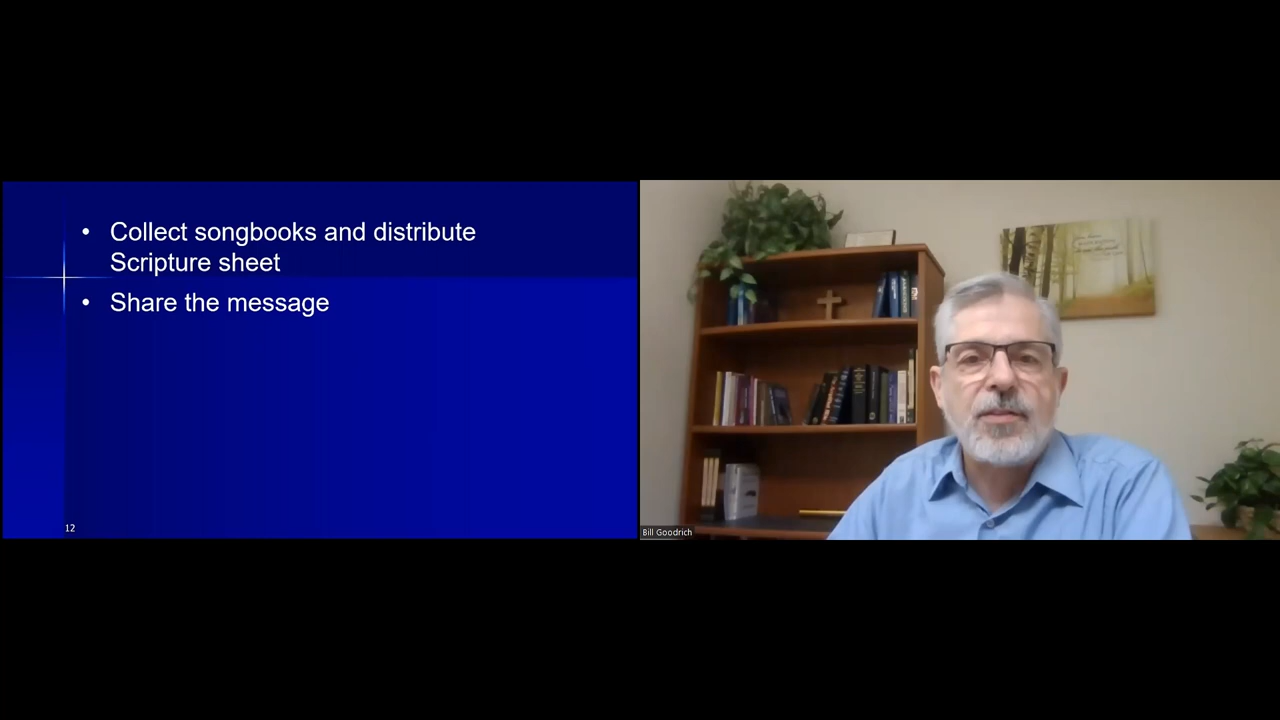 • Collect songbooks and distribute
Scripture sheet
• Share the message
12
Bill Goodrich